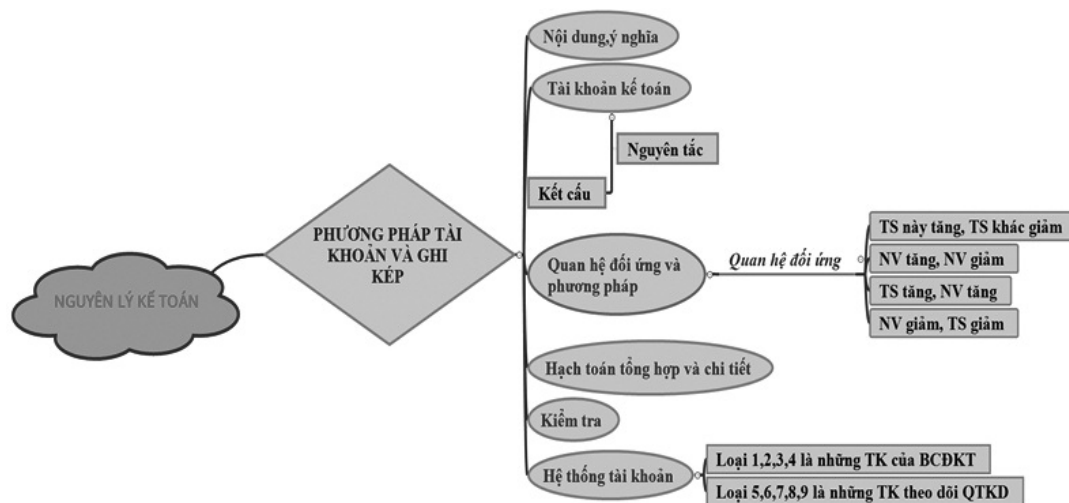 NGUYÊN LÝ KẾ TOÁN
PHƯƠNG PHÁP TÀI
KHOẢN VÀ GHI
KÉP
Nội dung,ý nghĩa
Tài khoản kế toán
Nguyên tắc
Kết cấu
Quan hệ đối ứng và
phương pháp
Quan hệ đối ứng
TS này tăng, TS khác giảm
NV tăng, NV giảm
TS tăng, NV tăng
NV giảm, TS giảm
Hạch toán tổng hợp và chi tiết
Kiểm tra
Hệ thống tài khoản
Loại 1,2,3,4 là những TK của BCĐKT
Loại 5,6,7,8,9 là những TK theo dõi QTKD